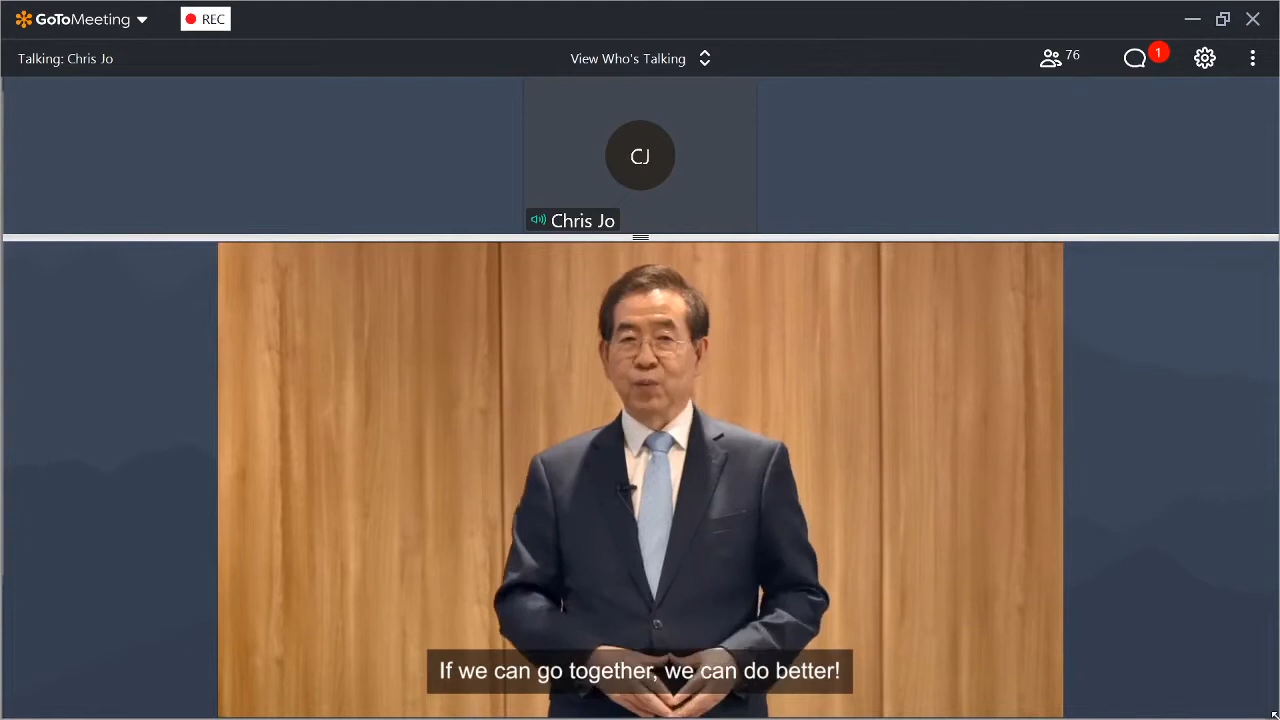 GoToMeeting
REC
Talking: Chris Jo
View Who's Talking
76
1
CJ
Chris Jo
If we can go together, we can do better!